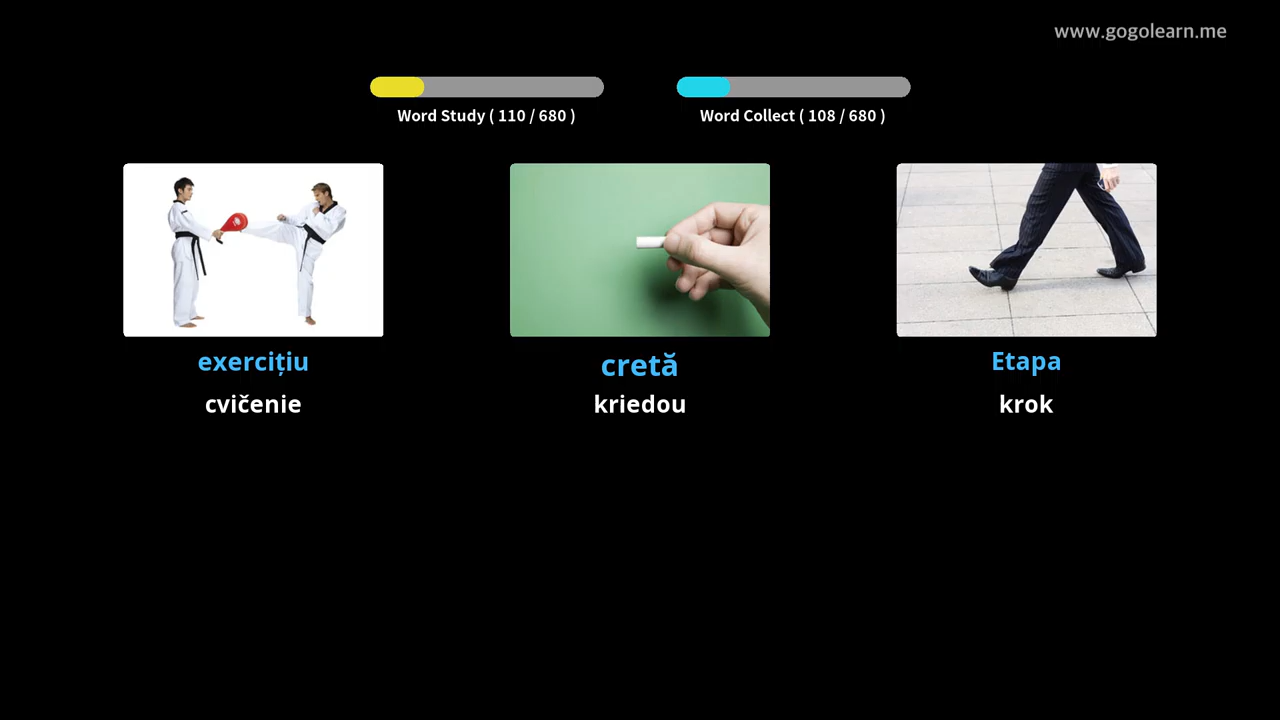 www.gogolearn.me
Word Study ( 110 / 680 )
Word Collect ( 108 / 680 )
exercițiu
cretă
Etapa
cvičenie
kriedou
krok